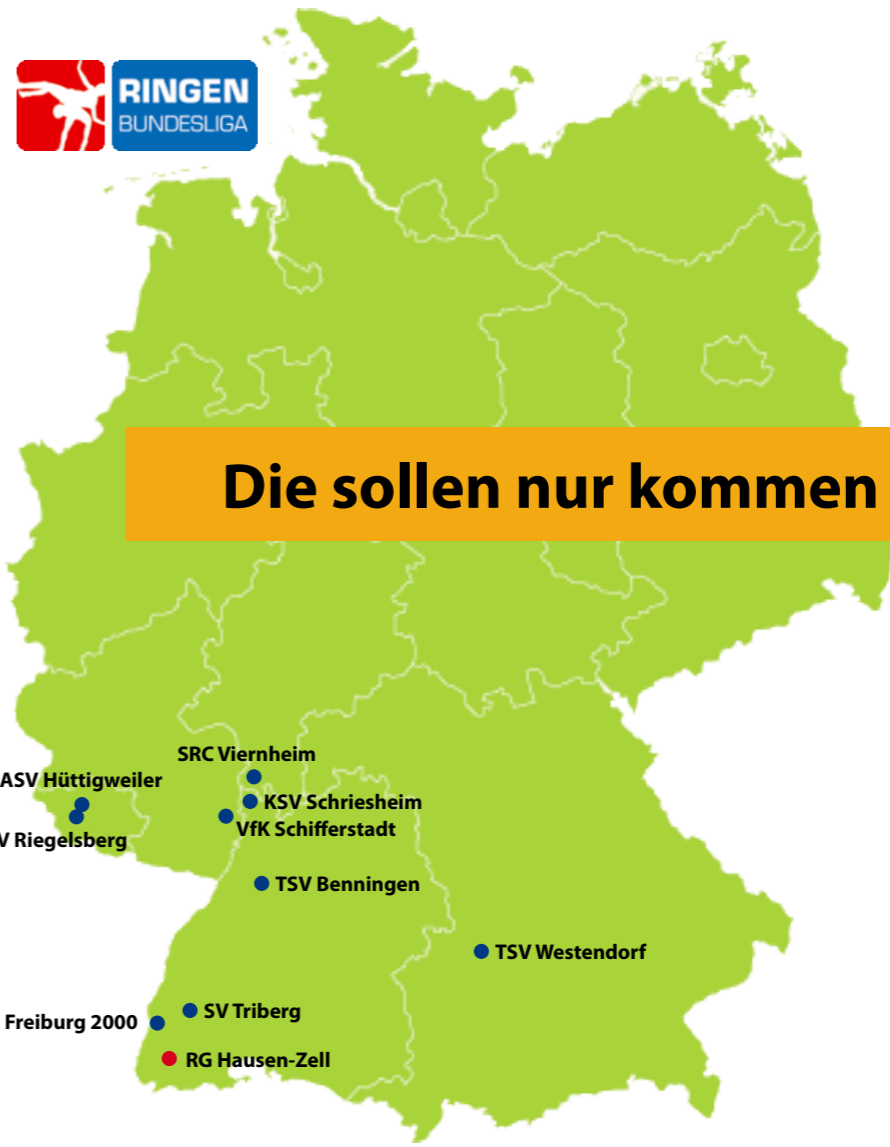 RINGEN
BUNDESLIGA
Die sollen nur kommen
SRC Viernheim
ASV Hüttigweiler
KSV Schriesheim
VfK Schifferstadt
V Riegelsberg
TSV Benningen
TSV Westendorf
SV Triberg
Freiburg 2000
RG Hausen-Zell